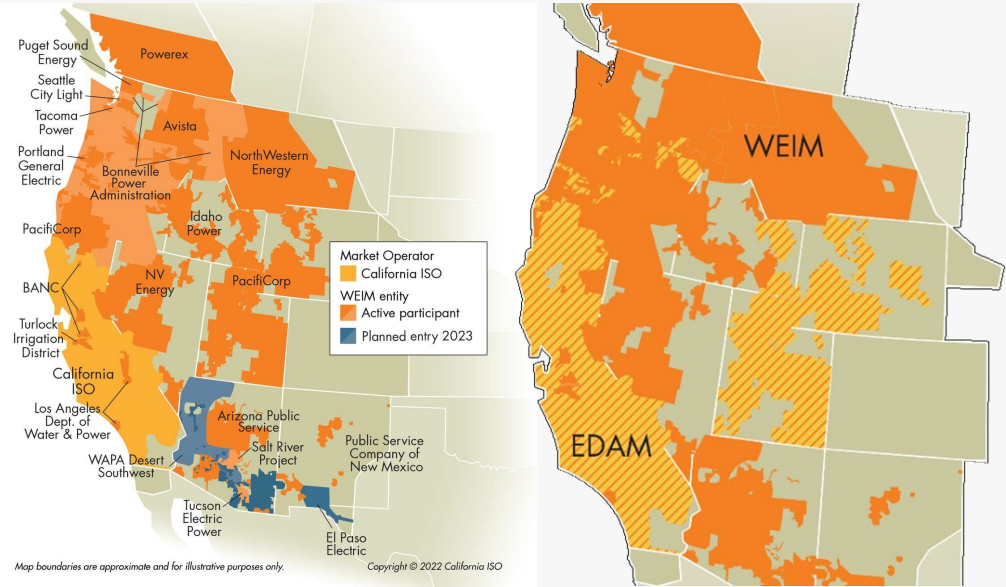 Powerex
Puget Sound
Energy
Seattle
City Light
Tacoma
Power
Portland
General
Electric
Avista
Bonneville
Power
Administration
NorthWestern
Energy
PacifiCorp
Idaho
Power
BANC
NV
Energy
PacifiCorp
Turlock
Irrigation
District
California
ISO
Los Angeles
Dept. of
Water & Power
WAPA Desert
Southwest
Arizona Public
Service
Salt River
Project
Public Service
Company of
New Mexico
Tucson
Electric
Power
El Paso
Electric
Market Operator
California ISO
WEIM entity
Active participant
Planned entry 2023
Map boundaries are approximate and for illustrative purposes only.
Copyright © 2022 California ISO
WEIM
EDAM